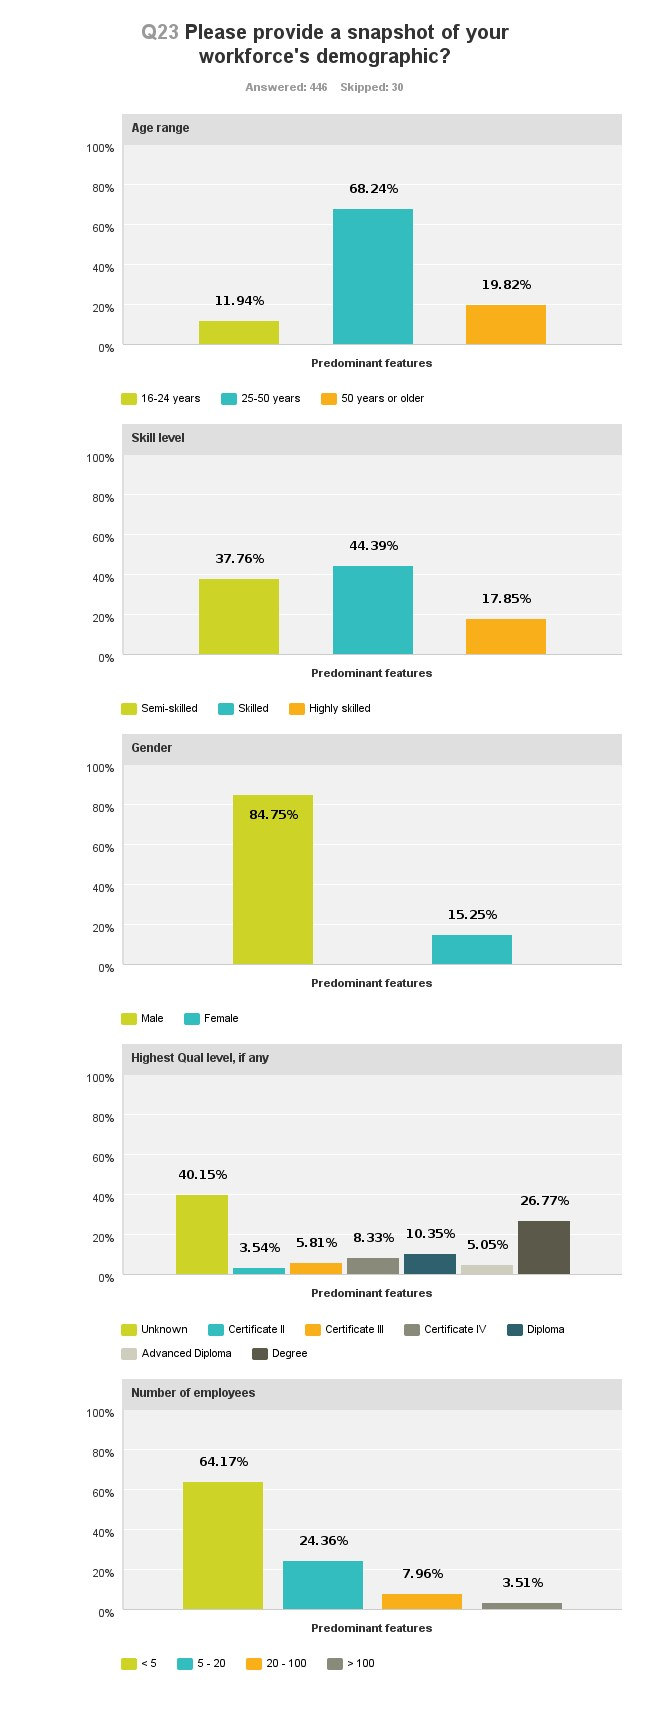 Q23 Please provide a snapshot of your
workforce's demographic?
Answered: 446 Skipped: 30
Age range
100%
80%
68.24%
60%
40%
19.82%
11.94%
20%
0%
Predominant features
16-24 years 25-50 years 50 years or older
Skill level
100%
80%
60%
44.39%
37.76%
40%
17.85%
20%
0%
Predominant features
Semi-skilled Skilled Highly skilled
Gender
100%
80%
84.75%
60%
40%
15.25%
20%
0%
Predominant features
Male Female
Highest Qual level, if any
100%
80%
60%
40.15%
40%
26.77%
10.35%
8.33%
5.81%
5.05%
3.54%
20%
0%
Predominant features
Unknown Certificate II Certificate III Certificate IV Diploma
Advanced Diploma Degree
Number of employees
100%
80%
64.17%
60%
24.36%
40%
7.96%
20%
3.51%
0%
Predominant features
< 5 5 - 20 20 - 100 > 100